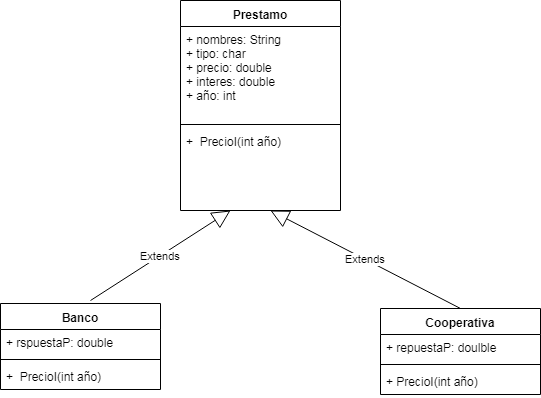 Prestamo
+ nombres: String
+ tipo: char
+ precio: double
+ interes: double
+ año: int
+  PrecioI(int año)
Extends
Extends
Banco
+ rspuestaP: double
+  PrecioI(int año)
Cooperativa
+ repuestaP: doulble
+ PrecioI(int año)